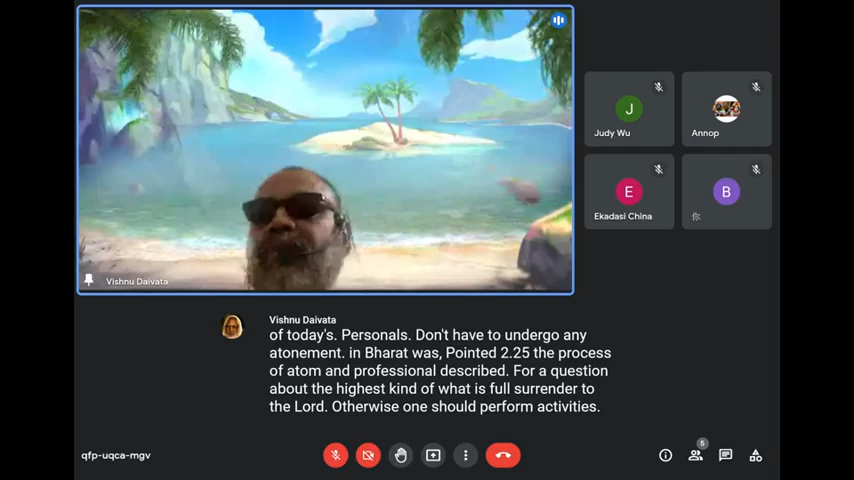 J
Judy Wu
Annop
E
Ekadasi China
B
你
Vishnu Daivata
Vishnu Daivata
of today's. Personals. Don't have to undergo any
atonement. in Bharat was, Pointed 2.25 the process
of atom and professional described. For a question
about the highest kind of what is full surrender to
the Lord. Otherwise one should perform activities.
qfp-uqca-mgv
5